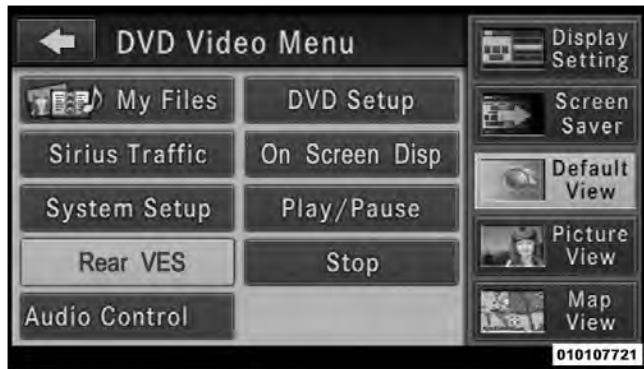 DVD Video Menu
My Files
DVD Setup
Sirius Traffic
On Screen Disp
System Setup
Play/Pause
Rear VES
Stop
Audio Control
Display
Setting
Screen
Saver
Default
View
Picture
View
Map
View
010107721